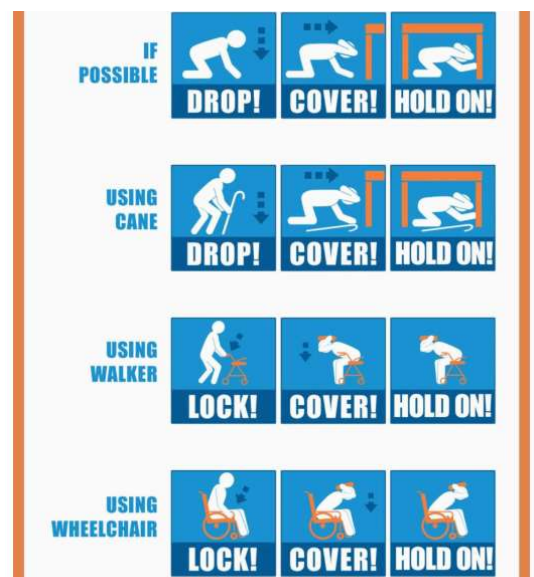 IF
POSSIBLE
DROP! COVER! HOLD ON!
USING
CANE
DROP! COVER! HOLD ON!
USING
WALKER
LOCK! COVER! HOLD ON!
USING
WHEELCHAIR
LOCK! COVER! HOLD ON!